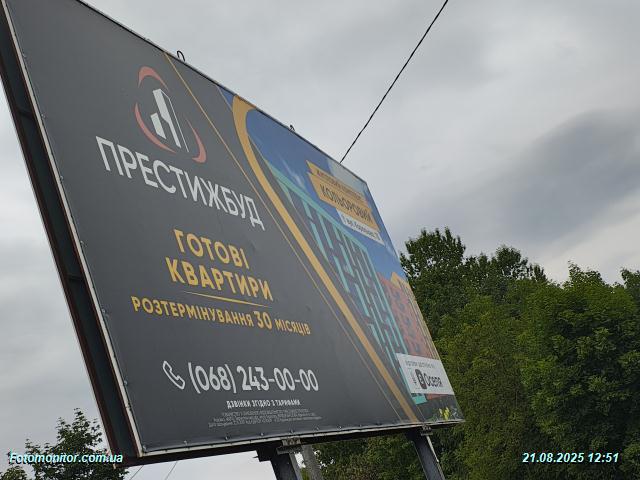 ПРЕСТИЖБУД
ГОТОВІ
КВАРТИРИ
РОЗТЕРМІНУВАННЯ 30 МІСЯЦІВ
(068) 243-00-00
ДЗВІНКИ ЗГІДНО З ТАРИФАМИ
КОЛЬОРОВИЙ
Оселя
Fotomonitor.com.ua
21.08.2025 12:51